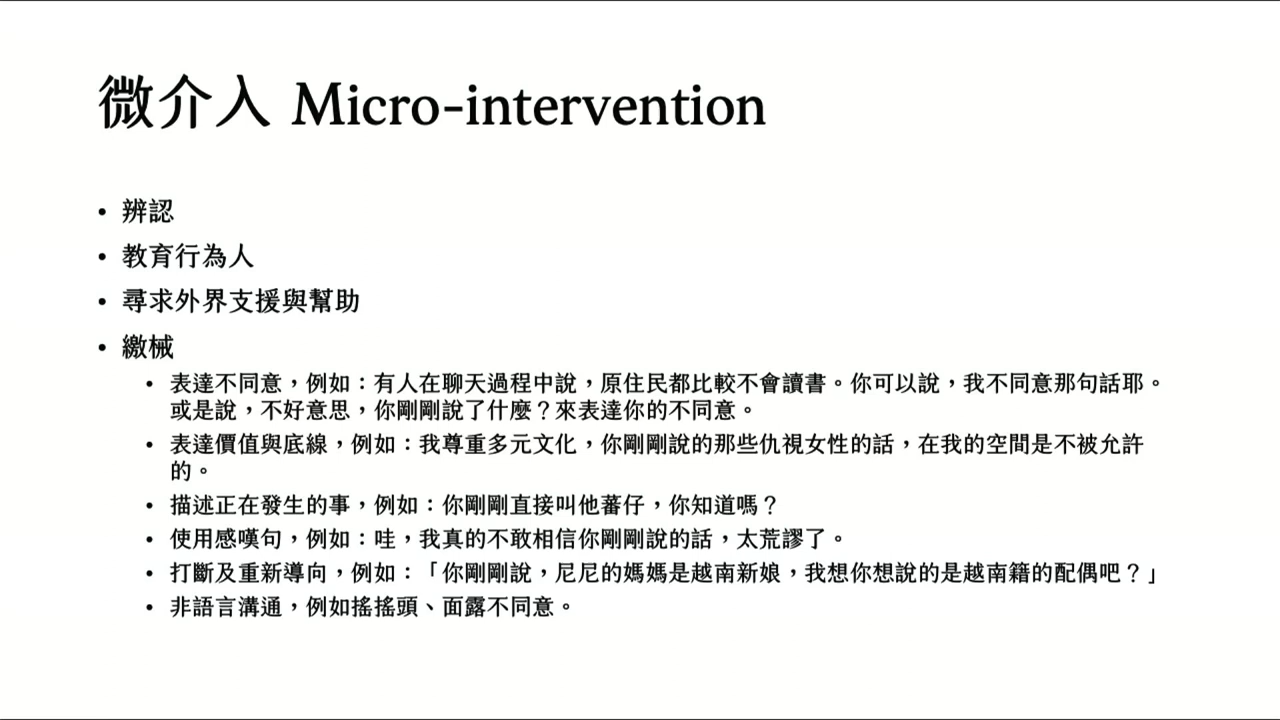 微介入 Micro-intervention
• 辨認
• 教育行為人
• 尋求外界支援與幫助
• 繳械
• 表達不同意，例如：有人在聊天過程中說，原住民都比較不會讀書。你可以說，我不同意那句話耶。
或是說，不好意思，你剛剛說了什麼？來表達你的不同意。
• 表達價值與底線，例如：我尊重多元文化，你剛剛說的那些仇視女性的話，在我的空間是不被允許
的。
• 描述正在發生的事，例如：你剛剛直接叫他蕃仔，你知道嗎？
• 使用感嘆句，例如：哇，我真的不敢相信你剛剛說的話，太荒謬了。
• 打斷及重新導向，例如：「你剛剛說，尼尼的媽媽是越南新娘，我想你想說的是越南籍的配偶吧？」
• 非語言溝通，例如搖搖頭、面露不同意。